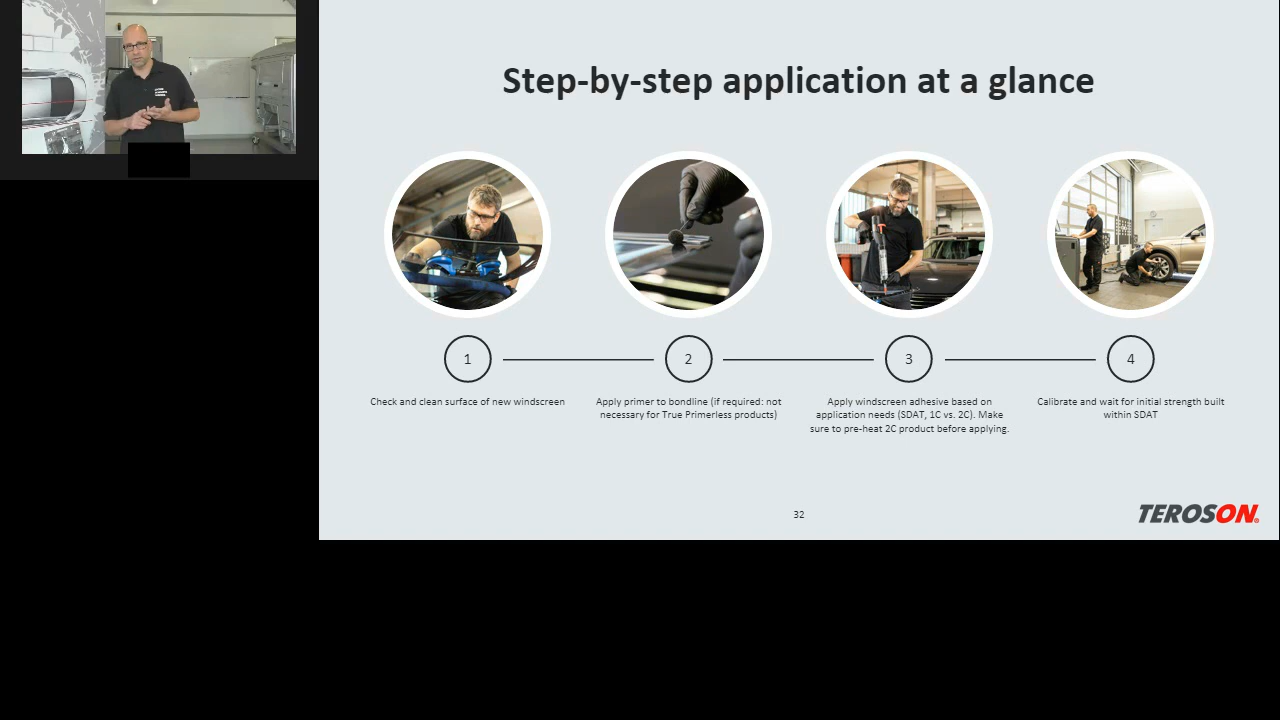 Step-by-step application at a glance
1
2
3
4
Check and clean surface of new windscreen
Apply primer to bondline (if required: not
necessary for True Primerless products)
Apply windscreen adhesive based on
application needs (SDAT, 1C vs. 2C). Make
sure to pre-heat 2C product before applying.
Calibrate and wait for initial strength built
within SDAT
32
TEROSON®